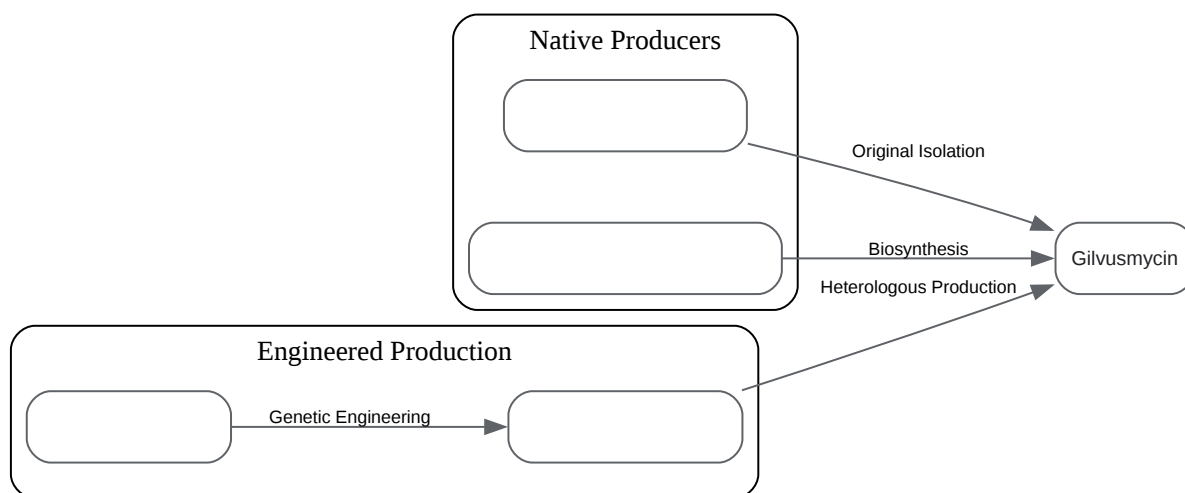 Native Producers
Original Isolation
Biosynthesis
Gilvusmycin
Heterologous Production
Engineered Production
Genetic Engineering